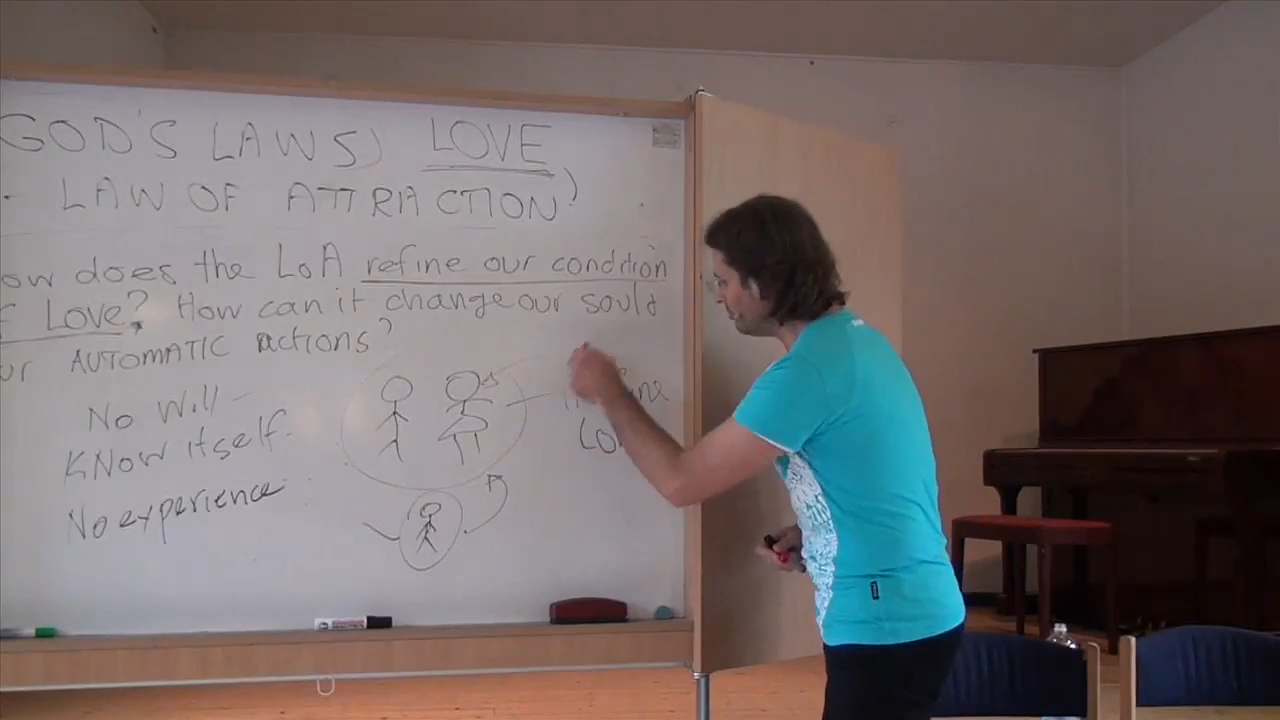 GOD'S LAWS) LOVE
- LAW OF ATTRACTION)
ow does the LOA refine our condition
F Love? How can it change our sould
ur AUTOMATIC actions?
No Will -
KNow itself.
No experience